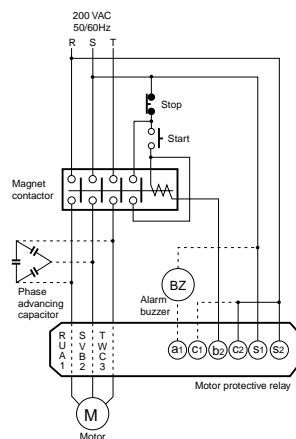 200 VAC
50/60Hz
R S T
Stop
Start
Magnet
contactor
Phase
advancing
capacitor
BZ
Alarm
buzzer
R U A 1
S V B 2
T W C 3
a1 c1 b2 c2 s1 s2
Motor protective relay
M
Motor